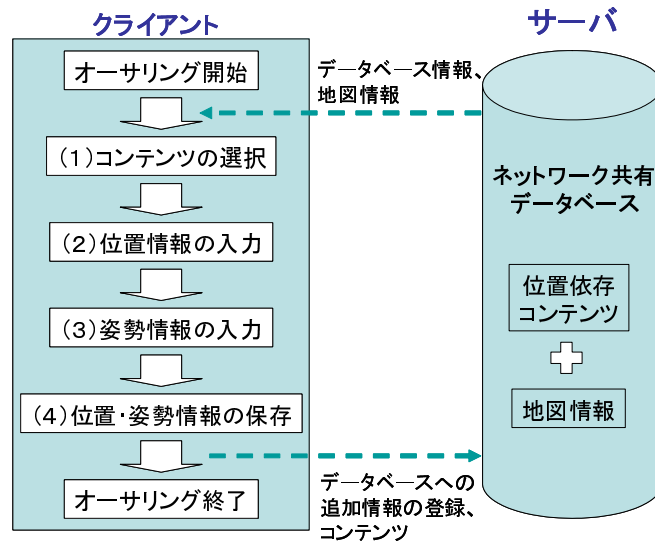 クライアント
オーサリング開始
(1)コンテンツの選択
(2)位置情報の入力
(3)姿勢情報の入力
(4)位置・姿勢情報の保存
オーサリング終了
データベース情報、
地図情報
データベースへの
追加情報の登録、
コンテンツ
サーバ
ネットワーク共有
データベース
位置依存
コンテンツ
地図情報